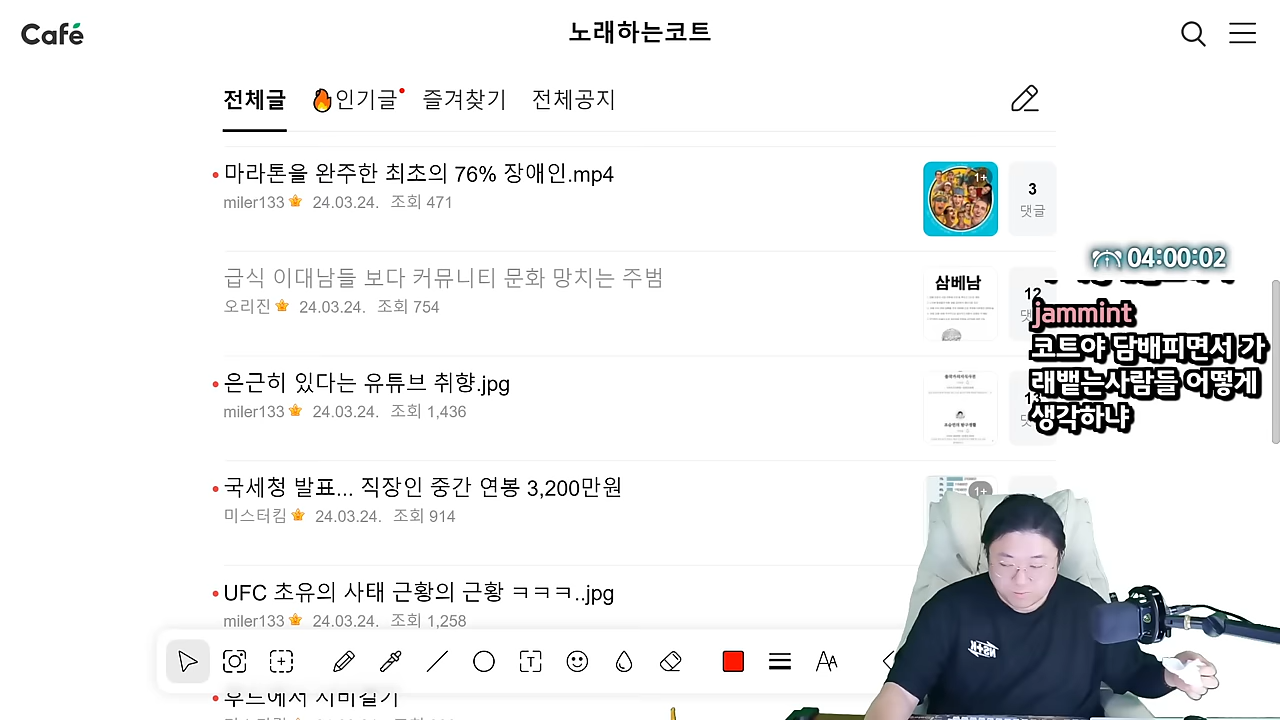 Café
노래하는코트
전체글
인기글
즐겨찾기
전체공지
마라톤을 완주한 최초의 76% 장애인.mp4
miler133 24.03.24. 조회 471
1+
3
댓글
급식 이대남들 보다 커뮤니티 문화 망치는 주범
오리진 24.03.24. 조회 754
삼베남
12
은근히 있다는 유튜브 취향.jpg
miler133 24.03.24. 조회 1,436
13
국세청 발표... 직장인 중간 연봉 3,200만원
미스터킴 24.03.24. 조회 914
1+
UFC 초유의 사태 근황의 근황 ㅋㅋㅋ..jpg
miler133 24.03.24. 조회 1,258
04:00:02
jammint
코트야 담배피면서 가
래뱉는사람들 어떻게
생각하냐